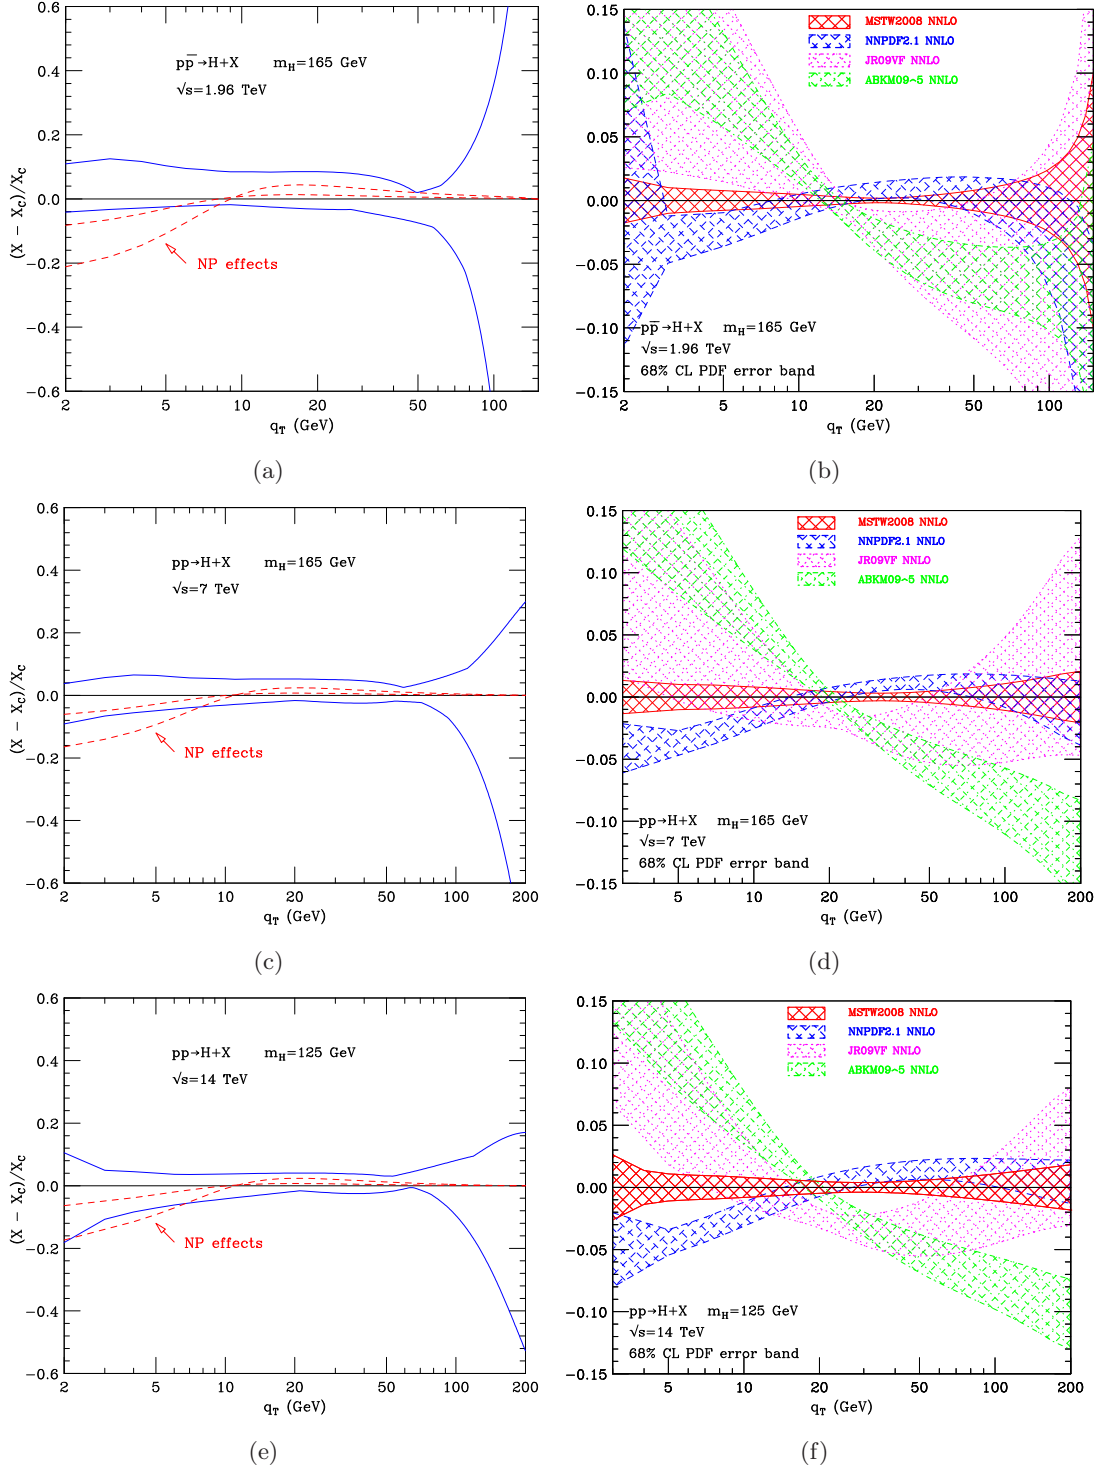 0.6
0.4
0.2
0.0
−0.2
−0.4
−0.6
(X − X_C)/X_C
pp̅→H+X m_H=165 GeV
√s=1.96 TeV
NP effects
2 5 10 20 50 100
q_T (GeV)
(a)
0.15
0.10
0.05
0.00
−0.05
−0.10
−0.15
MSTW2008 NNLO
NNPDF2.1 NNLO
JR09VF NNLO
ABKM09-5 NNLO
pp̅→H+X m_H=165 GeV
√s=1.96 TeV
68% CL PDF error band
2 5 10 20 50 100
q_T (GeV)
(b)
0.6
0.4
0.2
0.0
−0.2
−0.4
−0.6
(X − X_C)/X_C
pp→H+X m_H=165 GeV
√s=7 TeV
NP effects
2 5 10 20 50 100 200
q_T (GeV)
(c)
0.15
0.10
0.05
0.00
−0.05
−0.10
−0.15
MSTW2008 NNLO
NNPDF2.1 NNLO
JR09VF NNLO
ABKM09-5 NNLO
pp→H+X m_H=165 GeV
√s=7 TeV
68% CL PDF error band
5 10 20 50 100 200
q_T (GeV)
(d)
0.6
0.4
0.2
0.0
−0.2
−0.4
−0.6
(X − X_C)/X_C
pp→H+X m_H=125 GeV
√s=14 TeV
NP effects
2 5 10 20 50 100 200
q_T (GeV)
(e)
0.15
0.10
0.05
0.00
−0.05
−0.10
−0.15
MSTW2008 NNLO
NNPDF2.1 NNLO
JR09VF NNLO
ABKM09-5 NNLO
pp→H+X m_H=125 GeV
√s=14 TeV
68% CL PDF error band
5 10 20 50 100 200
q_T (GeV)
(f)